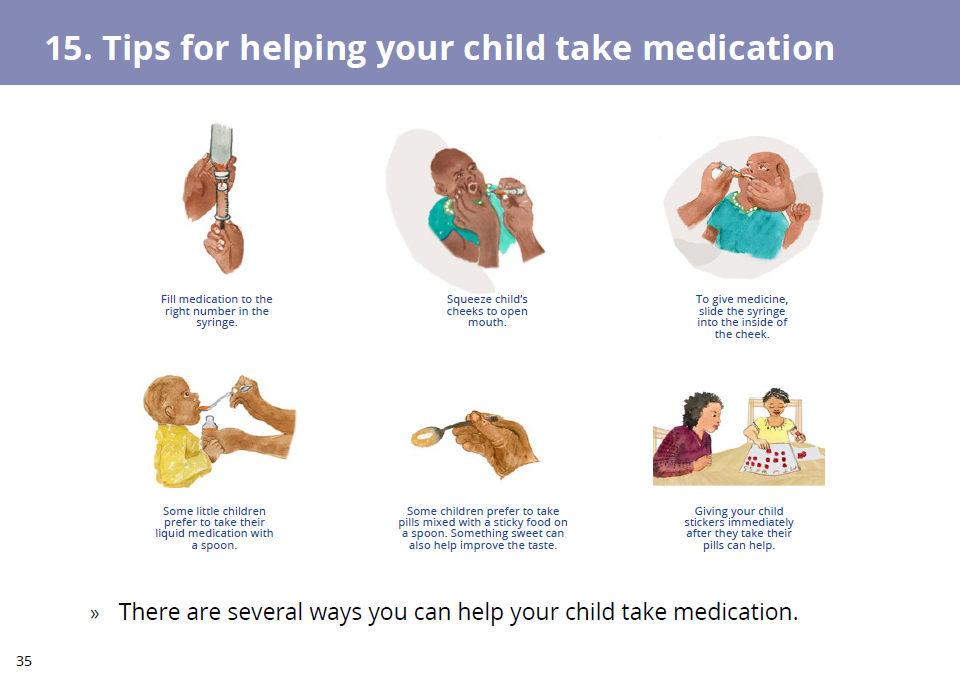 15. Tips for helping your child take medication
Fill medication to the
right number in the
syringe.
Squeeze child's
cheeks to open
mouth.
To give medicine,
slide the syringe
into the inside of
the cheek.
Some little children
prefer to take their
liquid medication with
a spoon.
Some children prefer to take
pills mixed with a sticky food on
a spoon. Something sweet can
also help improve the taste.
Giving your child
stickers immediately
after they take their
pills can help.
» There are several ways you can help your child take medication.
35